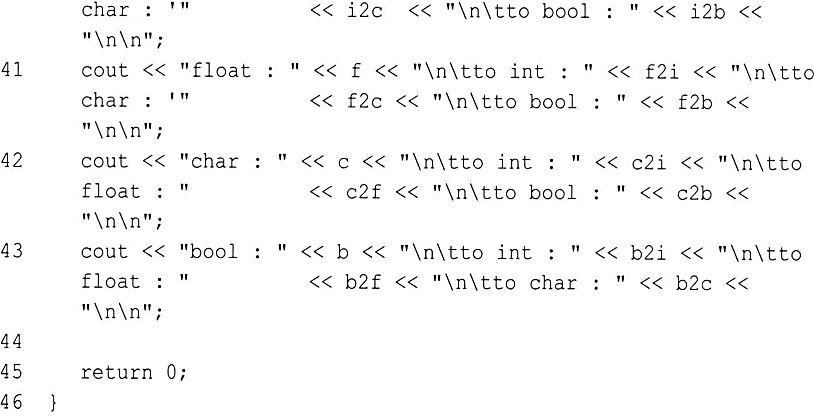 char : '" << i2c << "\n\tto bool : " << i2b <<
"\n\n";
41 cout << "float : " << f << "\n\tto int : " << f2i << "\n\tto
char : '" << f2c << "\n\tto bool : " << f2b <<
"\n\n";
42 cout << "char : " << c << "\n\tto int : " << c2i << "\n\tto
float : " << c2f << "\n\tto bool : " << c2b <<
"\n\n";
43 cout << "bool : " << b << "\n\tto int : " << b2i << "\n\tto
float : " << b2f << "\n\tto char : " << b2c <<
"\n\n";
44
45 return 0;
46 }